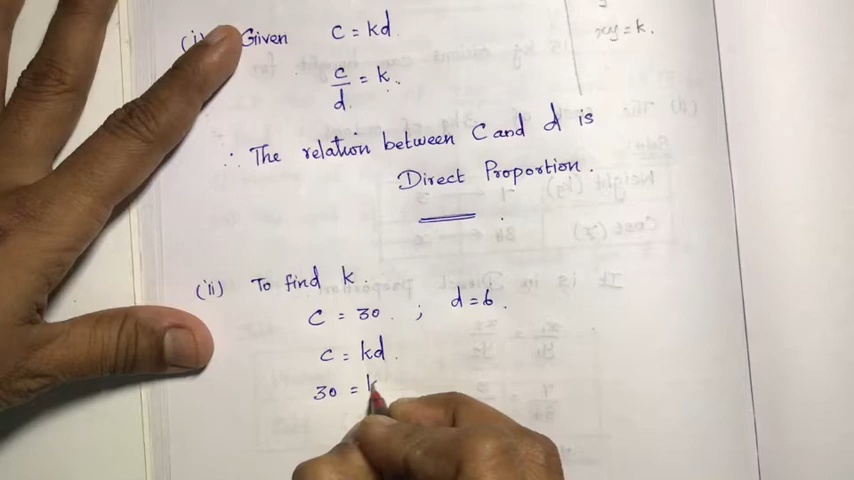 (i) Given C = kd
xy = k.
c/d = k.
∴ The relation between C and d is
Direct Proportion.
(ii) To find k.
C = 30. ; d = 6.
C = kd.
30 = k